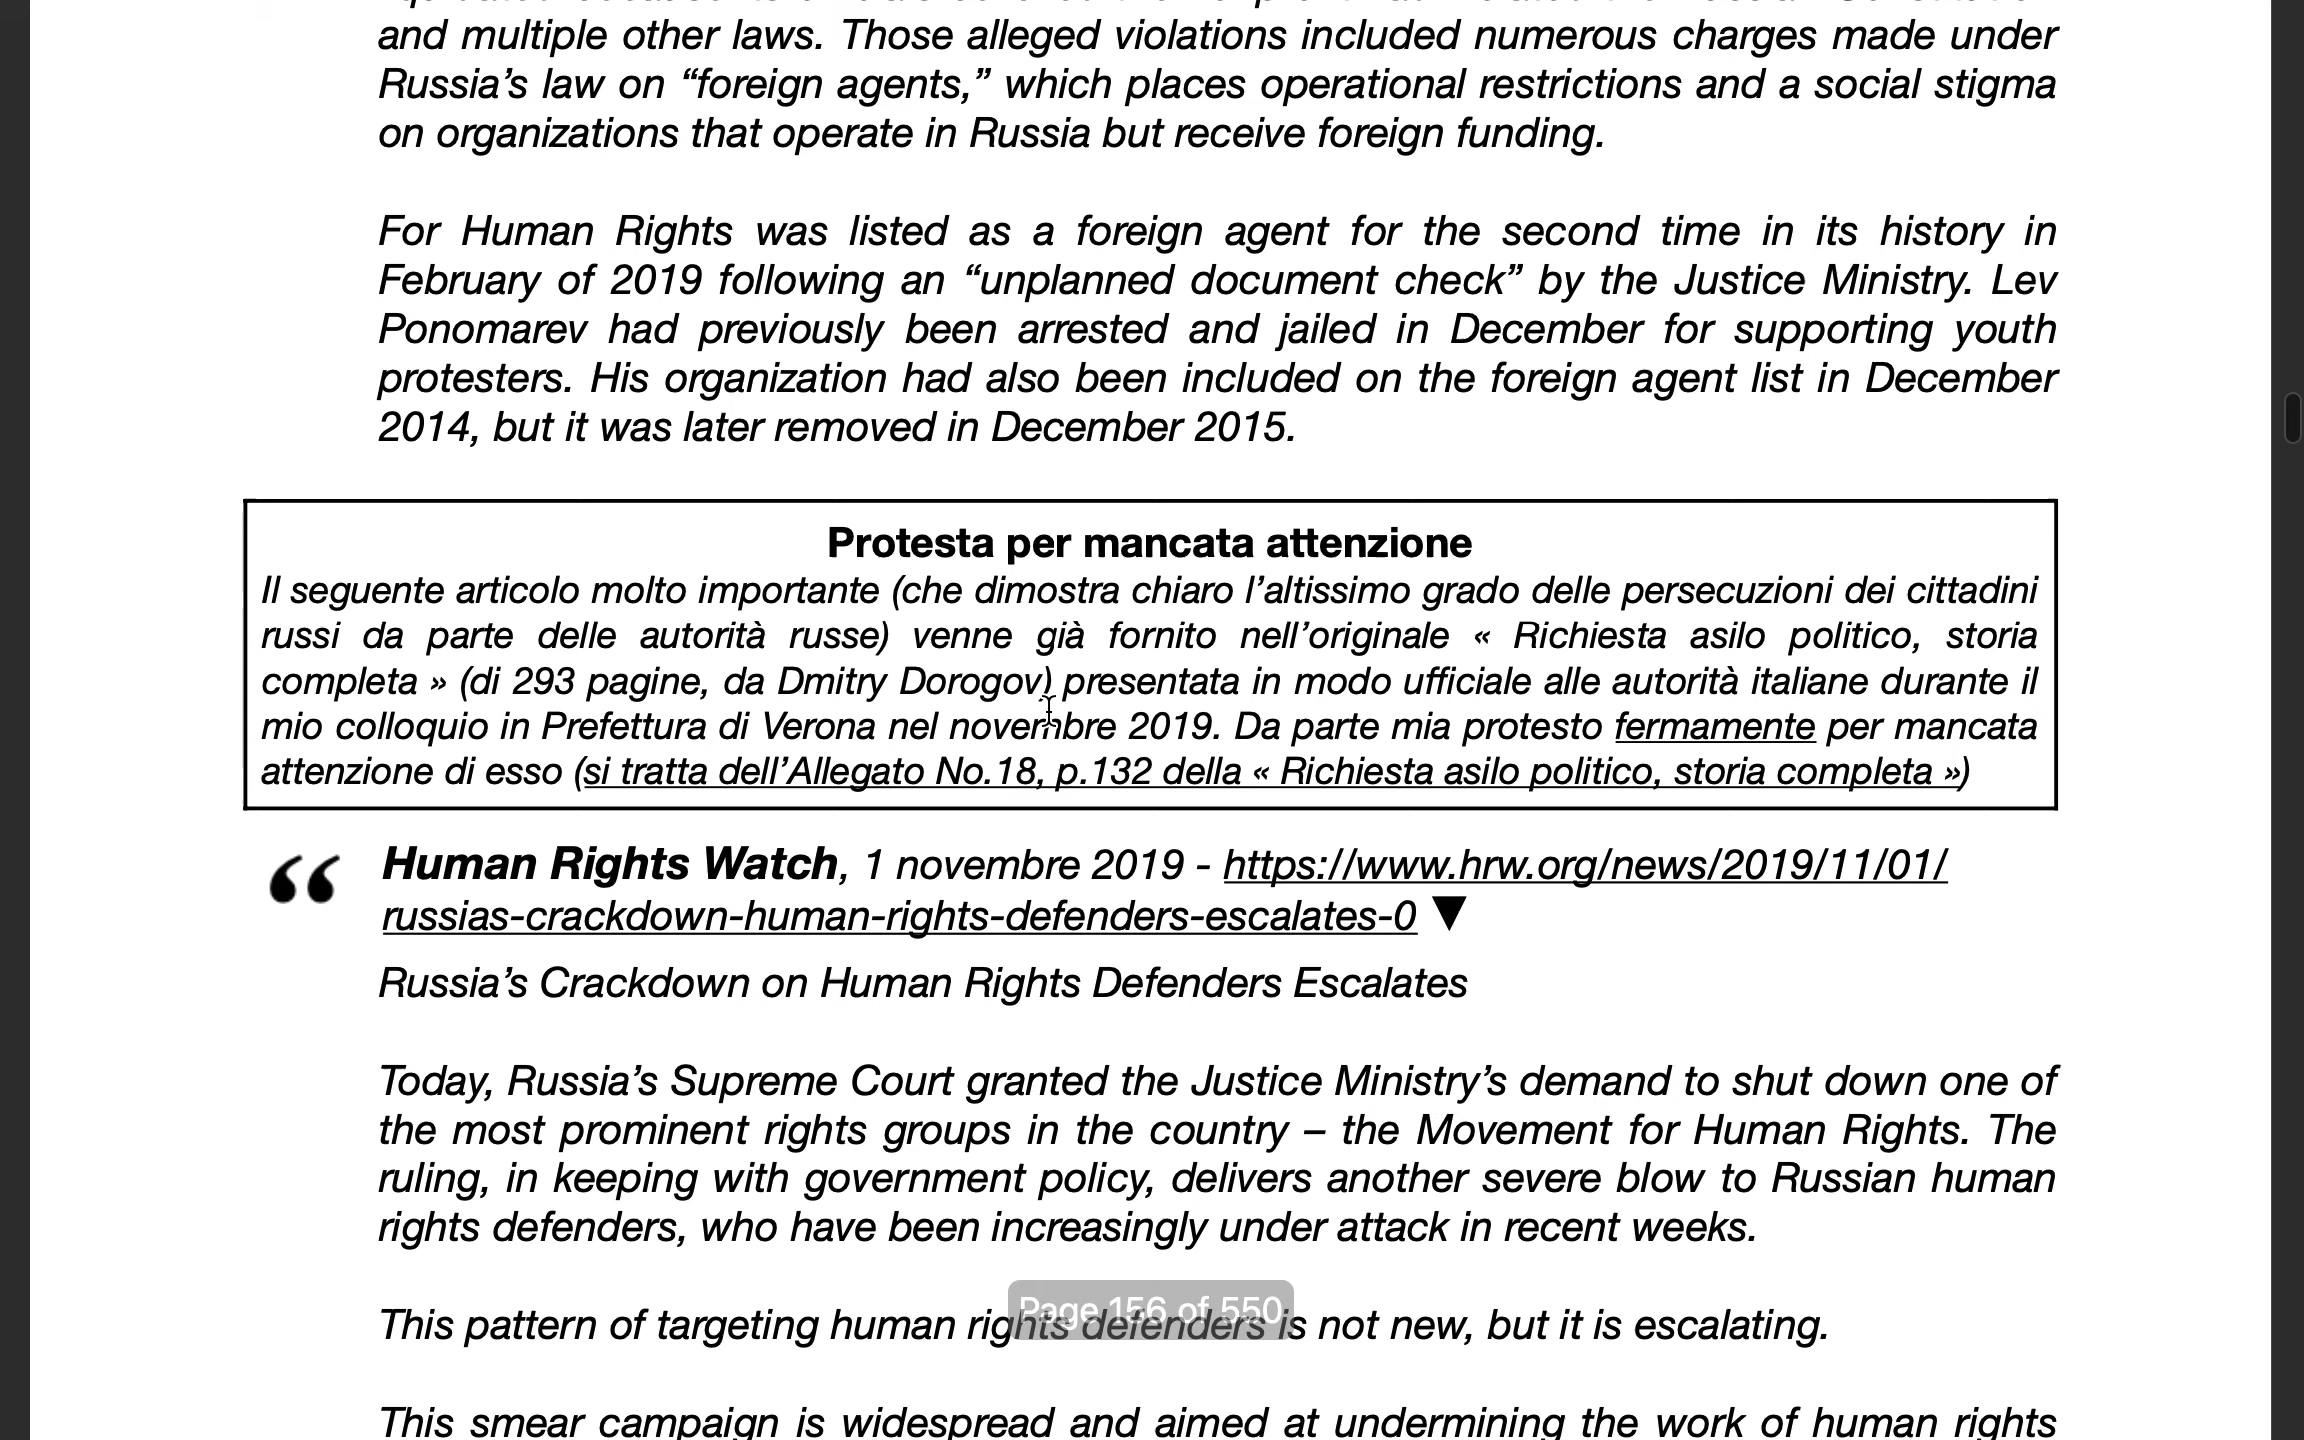 and multiple other laws. Those alleged violations included numerous charges made under
Russia’s law on “foreign agents,” which places operational restrictions and a social stigma
on organizations that operate in Russia but receive foreign funding.
For Human Rights was listed as a foreign agent for the second time in its history in
February of 2019 following an “unplanned document check” by the Justice Ministry. Lev
Ponomarev had previously been arrested and jailed in December for supporting youth
protesters. His organization had also been included on the foreign agent list in December
2014, but it was later removed in December 2015.
Protesta per mancata attenzione
Il seguente articolo molto importante (che dimostra chiaro l’altissimo grado delle persecuzioni dei cittadini
russi da parte delle autorità russe) venne già fornito nell’originale « Richiesta asilo politico, storia
completa » (di 293 pagine, da Dmitry Dorogov) presentata in modo ufficiale alle autorità italiane durante il
mio colloquio in Prefettura di Verona nel novembre 2019. Da parte mia protesto fermamente per mancata
attenzione di esso (si tratta dell’Allegato No.18, p.132 della « Richiesta asilo politico, storia completa »)
“ Human Rights Watch, 1 novembre 2019 - https://www.hrw.org/news/2019/11/01/
russias-crackdown-human-rights-defenders-escalates-0 ▼
Russia’s Crackdown on Human Rights Defenders Escalates
Today, Russia’s Supreme Court granted the Justice Ministry’s demand to shut down one of
the most prominent rights groups in the country – the Movement for Human Rights. The
ruling, in keeping with government policy, delivers another severe blow to Russian human
rights defenders, who have been increasingly under attack in recent weeks.
This pattern of targeting human rights defenders is not new, but it is escalating.
Page 156 of 550
This smear campaign is widespread and aimed at undermining the work of human rights